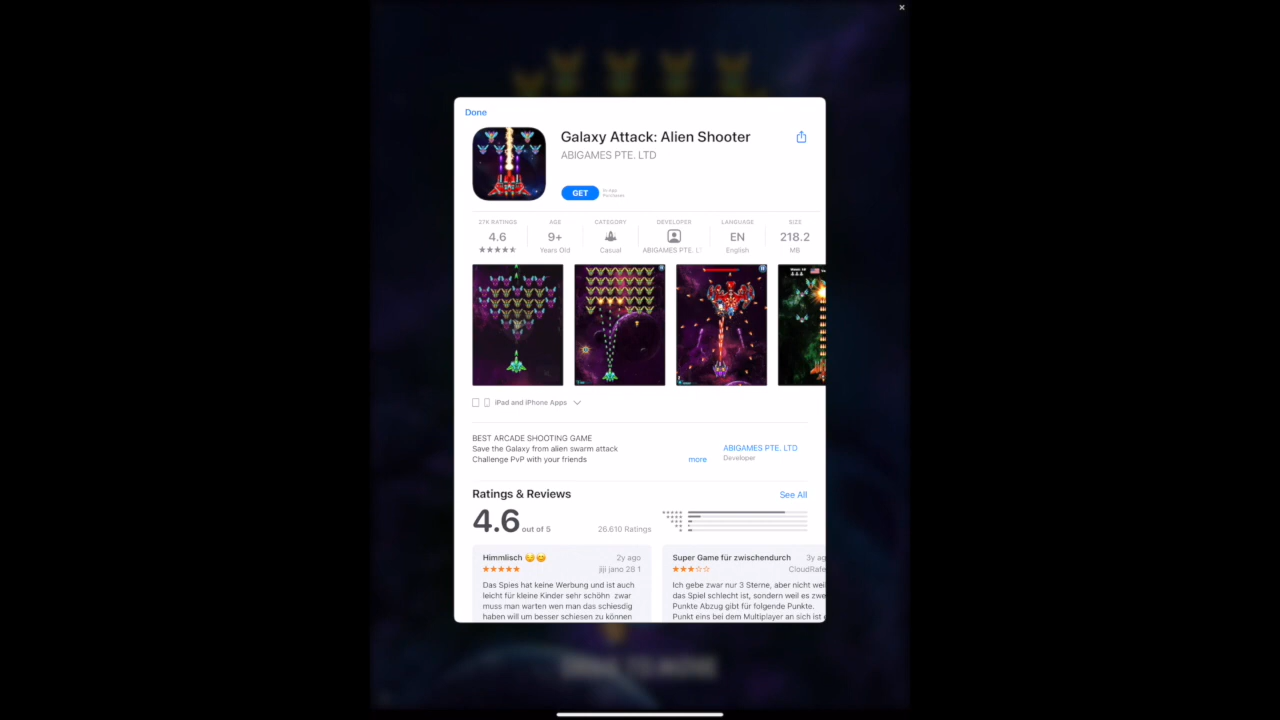 Done
Galaxy Attack: Alien Shooter
ABIGAMES PTE. LTD
GET
In-App
Purchases
27K RATINGS
4.6
AGE
9+
Years Old
CATEGORY
Casual
DEVELOPER
ABIGAMES PTE. L
LANGUAGE
EN
English
SIZE
218.2
MB
iPad and iPhone Apps
BEST ARCADE SHOOTING GAME
Save the Galaxy from alien swarm attack
Challenge PvP with your friends
more
ABIGAMES PTE. LTD
Developer
Ratings & Reviews
See All
4.6 out of 5
26.610 Ratings
Himmlisch 😄😊
2y ago
jiji jano 28 1
Das Spies hat keine Werbung und ist auch
leicht für kleine Kinder sehr schöhn zwar
muss man warten wen man das schiesdig
haben will um besser schiesen zu können
Super Game für zwischendurch
3y ag
CloudRafe
Ich gebe zwar nur 3 Sterne, aber nicht weil
das Spiel schlecht ist, sondern weil es zwe
Punkte Abzug gibt für folgende Punkte.
Punkt eins bei dem Multiplayer an sich ist